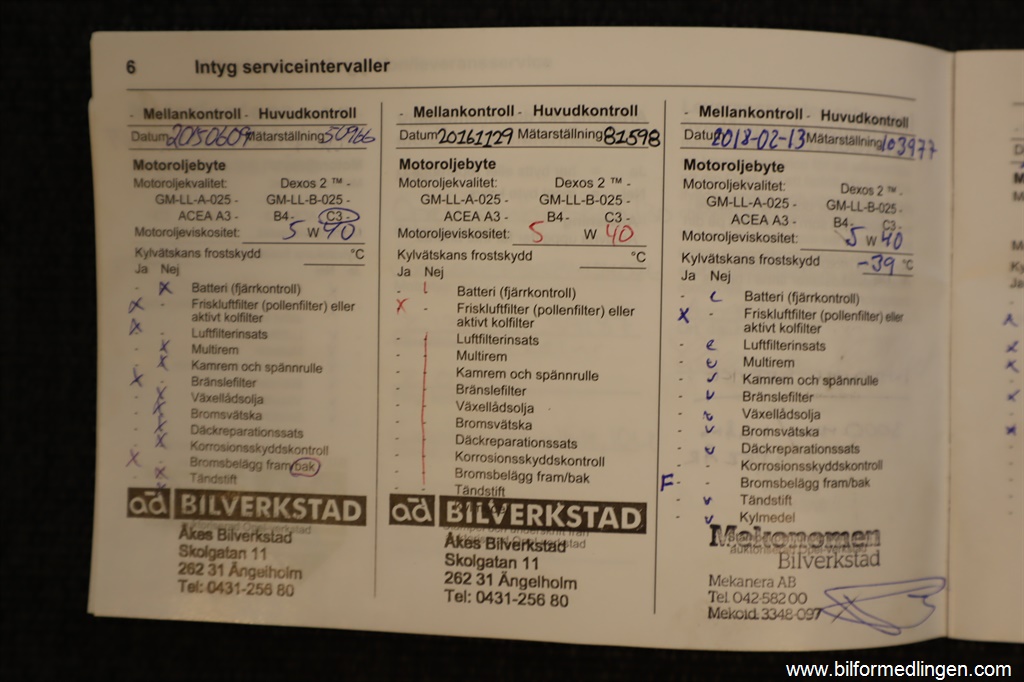 6 Intyg serviceintervaller
- Mellankontroll - Huvudkontroll
Datum 20150609 Mätarställning 50966
Motoroljebyte
Motoroljekvalitet: Dexos 2 ™ -
GM-LL-A-025 - GM-LL-B-025 -
ACEA A3 - B4 - C3 -
Motoroljeviskositet: 5 W 40
Kylvätskans frostskydd °C
Ja Nej
- x Batteri (fjärrkontroll)
x - Friskluftfilter (pollenfilter) eller
aktivt kolfilter
x - Luftfilterinsats
- x Multirem
- x Kamrem och spännrulle
x - Bränslefilter
- x Växellådsolja
- x Bromsvätska
- x Däckreparationssats
- x Korrosionsskyddskontroll
x - Bromsbelägg fram/bak
- x Tändstift
ad BILVERKSTAD
Åkes Bilverkstad
Skolgatan 11
262 31 Ängelholm
Tel: 0431-256 80
- Mellankontroll - Huvudkontroll
Datum 20161129 Mätarställning 81598
Motoroljebyte
Motoroljekvalitet: Dexos 2 ™ -
GM-LL-A-025 - GM-LL-B-025 -
ACEA A3 - B4 - C3 -
Motoroljeviskositet: 5 W 40
Kylvätskans frostskydd °C
Ja Nej
- Batteri (fjärrkontroll)
x - Friskluftfilter (pollenfilter) eller
aktivt kolfilter
- Luftfilterinsats
- Multirem
- Kamrem och spännrulle
- Bränslefilter
- Växellådsolja
- Bromsvätska
- Däckreparationssats
- Korrosionsskyddskontroll
- Bromsbelägg fram/bak
- Tändstift
ad BILVERKSTAD
Åkes Bilverkstad
Skolgatan 11
262 31 Ängelholm
Tel: 0431-256 80
- Mellankontroll - Huvudkontroll
Datum 2018-02-13 Mätarställning 103977
Motoroljebyte
Motoroljekvalitet: Dexos 2 ™ -
GM-LL-A-025 - GM-LL-B-025 -
ACEA A3 - B4 - C3 -
Motoroljeviskositet: 5 W 40
Kylvätskans frostskydd -39 °C
Ja Nej
- Batteri (fjärrkontroll)
x - Friskluftfilter (pollenfilter) eller
aktivt kolfilter
- Luftfilterinsats
- Multirem
- Kamrem och spännrulle
- Bränslefilter
- Växellådsolja
- Bromsvätska
- Däckreparationssats
- Korrosionsskyddskontroll
F - Bromsbelägg fram/bak
- Tändstift
- Kylmedel
Mekonomen
Bilverkstad
Mekanera AB
Tel. 042-582 00
Mekoid. 3348-097
www.bilformedlingen.com